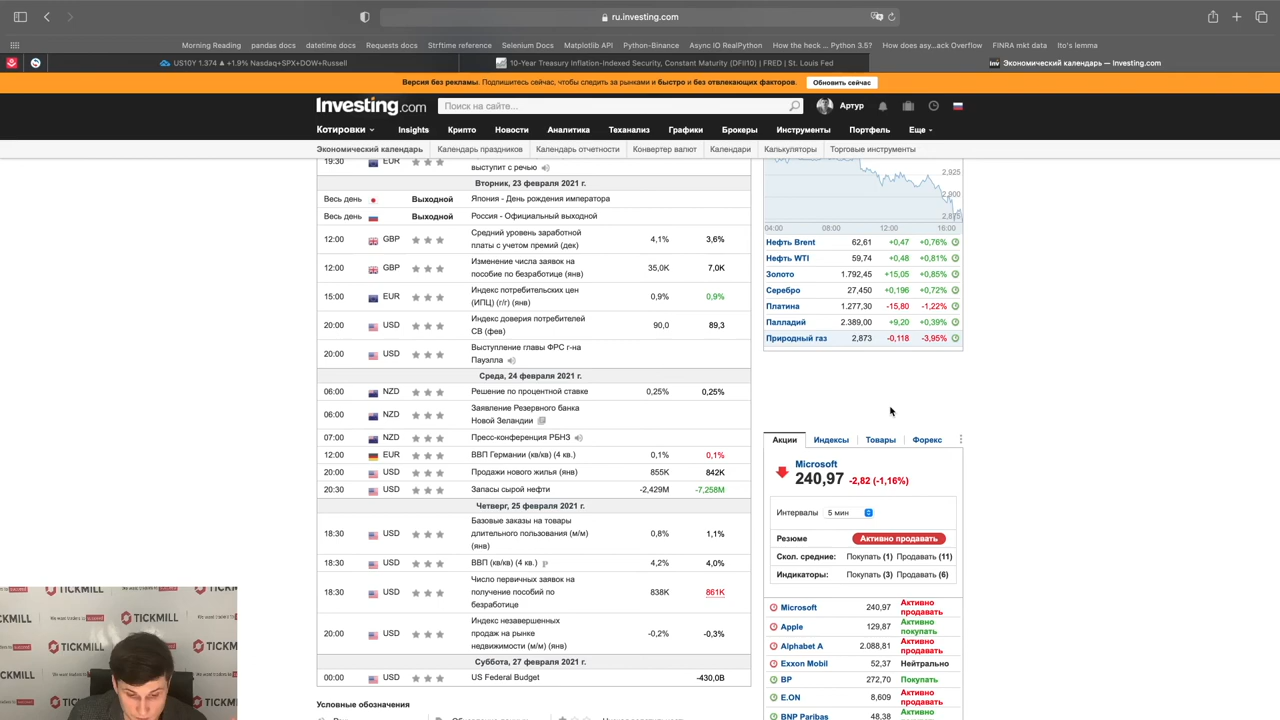 ru.investing.com
Morning Reading pandas docs datetime docs Requests docs Strftime reference Selenium Docs Matplotlib API Python-Binance Async IO RealPython How the heck ... Python 3.5? How does asy...ack Overflow FINRA mkt data Ito's lemma
US10Y 1.374 ▲ +1.9% Nasdaq+SPX+DOW+Russell
10-Year Treasury Inflation-Indexed Security, Constant Maturity (DFII10) | FRED | St. Louis Fed
Экономический календарь — Investing.com
Версия без рекламы. Подпишитесь сейчас, чтобы следить за рынками и быстро и без отвлекающих факторов. Обновить сейчас
Investing.com Поиск на сайте... Артур
Котировки Insights Крипто Новости Аналитика Теханализ Графики Брокеры Инструменты Портфель Еще
Экономический календарь Календарь праздников Календарь отчетности Конвертер валют Календари Калькуляторы Торговые инструменты
19:30 EUR выступит с речью
Вторник, 23 февраля 2021 г.
Весь день Выходной Япония - День рождения императора
Весь день Выходной Россия - Официальный выходной
12:00 GBP Средний уровень заработной
платы с учетом премий (дек) 4,1% 3,6%
12:00 GBP Изменение числа заявок на
пособие по безработице (янв) 35,0K 7,0K
15:00 EUR Индекс потребительских цен
(ИПЦ) (г/г) (янв) 0,9% 0,9%
20:00 USD Индекс доверия потребителей
CB (фев) 90,0 89,3
20:00 USD Выступление главы ФРС г-на
Пауэлла
Среда, 24 февраля 2021 г.
06:00 NZD Решение по процентной ставке 0,25% 0,25%
06:00 NZD Заявление Резервного банка
Новой Зеландии
07:00 NZD Пресс-конференция РБНЗ
12:00 EUR ВВП Германии (кв/кв) (4 кв.) 0,1% 0,1%
20:00 USD Продажи нового жилья (янв) 855K 842K
20:30 USD Запасы сырой нефти -2,429M -7,258M
Четверг, 25 февраля 2021 г.
18:30 USD Базовые заказы на товары
длительного пользования (м/м)
(янв) 0,8% 1,1%
18:30 USD ВВП (кв/кв) (4 кв.) 4,2% 4,0%
18:30 USD Число первичных заявок на
получение пособий по
безработице 838K 861K
20:00 USD Индекс незавершенных
продаж на рынке
недвижимости (м/м) (янв) -0,2% -0,3%
Суббота, 27 февраля 2021 г.
00:00 USD US Federal Budget -430,0B
Условные обозначения
2,925
2,900
2,875
04:00 08:00 12:00 16:00
Нефть Brent 62,61 +0,47 +0,76%
Нефть WTI 59,74 +0,48 +0,81%
Золото 1.792,45 +15,05 +0,85%
Серебро 27,450 +0,196 +0,72%
Платина 1.277,30 -15,80 -1,22%
Палладий 2.389,00 +9,20 +0,39%
Природный газ 2,873 -0,118 -3,95%
Акции Индексы Товары Форекс
Microsoft
240,97 -2,82 (-1,16%)
Интервалы 5 мин
Резюме Активно продавать
Скол. средние: Покупать (1) Продавать (11)
Индикаторы: Покупать (3) Продавать (6)
Microsoft 240,97 Активно
продавать
Apple 129,87 Активно
покупать
Alphabet A 2.088,81 Активно
продавать
Exxon Mobil 52,37 Нейтрально
BP 272,70 Покупать
E.ON 8,609 Активно
продавать
BNP Paribas 48,38 Активно
TICKMILL
TICKMILL
TICKMILL